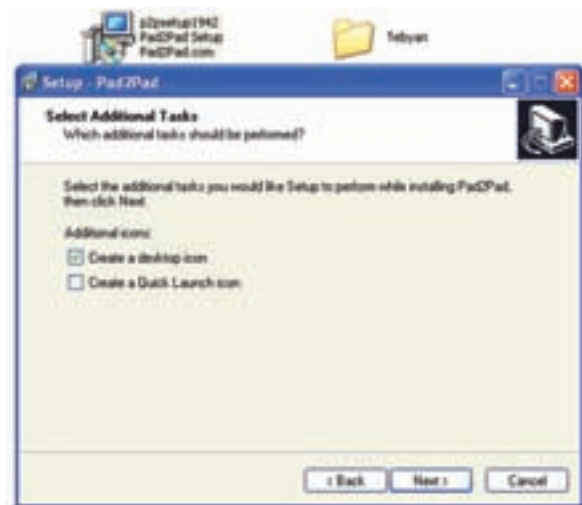 p2psetup1942
Pad2Pad Setup
Pad2Pad.com
Tebyan
Setup - Pad2Pad
Select Additional Tasks
Which additional tasks should be performed?
Select the additional tasks you would like Setup to perform while installing Pad2Pad,
then click Next.
Additional icons:
Create a desktop icon
Create a Quick Launch icon
< Back
Next >
Cancel